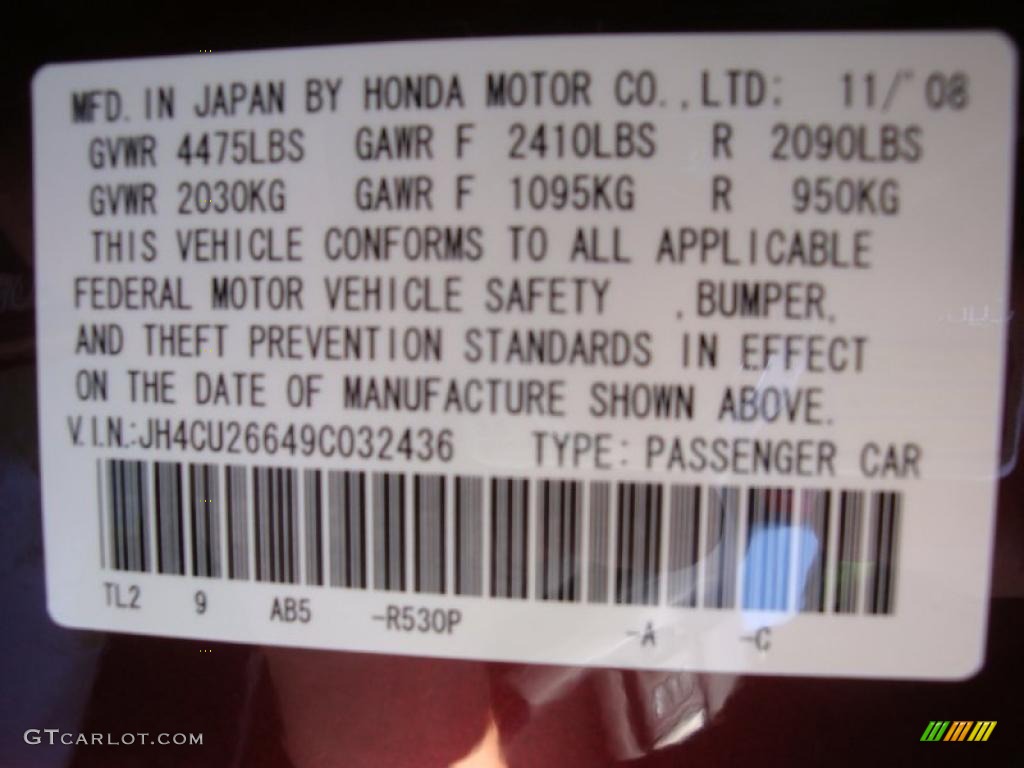 MFD. IN JAPAN BY HONDA MOTOR CO., LTD: 11/"08
GVWR 4475LBS GAWR F 2410LBS R 2090LBS
GVWR 2030KG GAWR F 1095KG R 950KG
THIS VEHICLE CONFORMS TO ALL APPLICABLE
FEDERAL MOTOR VEHICLE SAFETY , BUMPER,
AND THEFT PREVENTION STANDARDS IN EFFECT
ON THE DATE OF MANUFACTURE SHOWN ABOVE.
V.I.N.:JH4CU26649C032436 TYPE: PASSENGER CAR
TL2 9 AB5 -R530P -A -C
GTCARLOT.COM